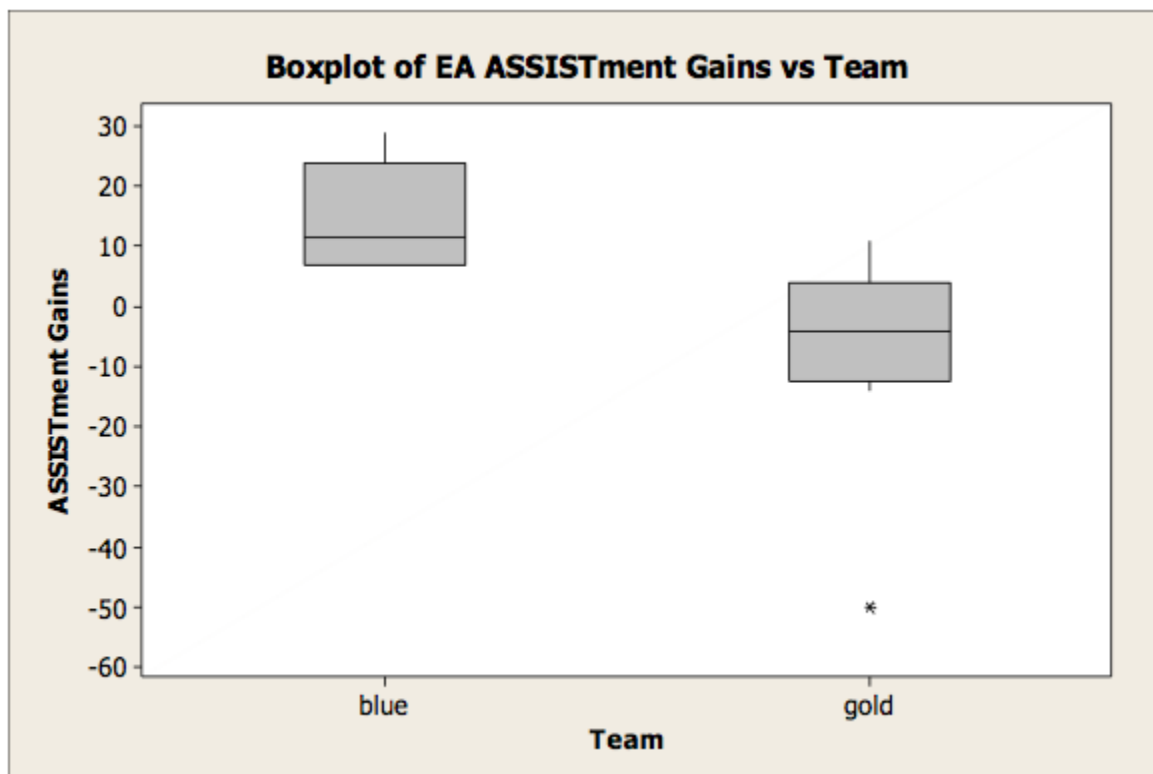 Boxplot of EA ASSISTment Gains vs Team
ASSISTment Gains
30
20
10
0
-10
-20
-30
-40
-50
-60
blue
gold
Team